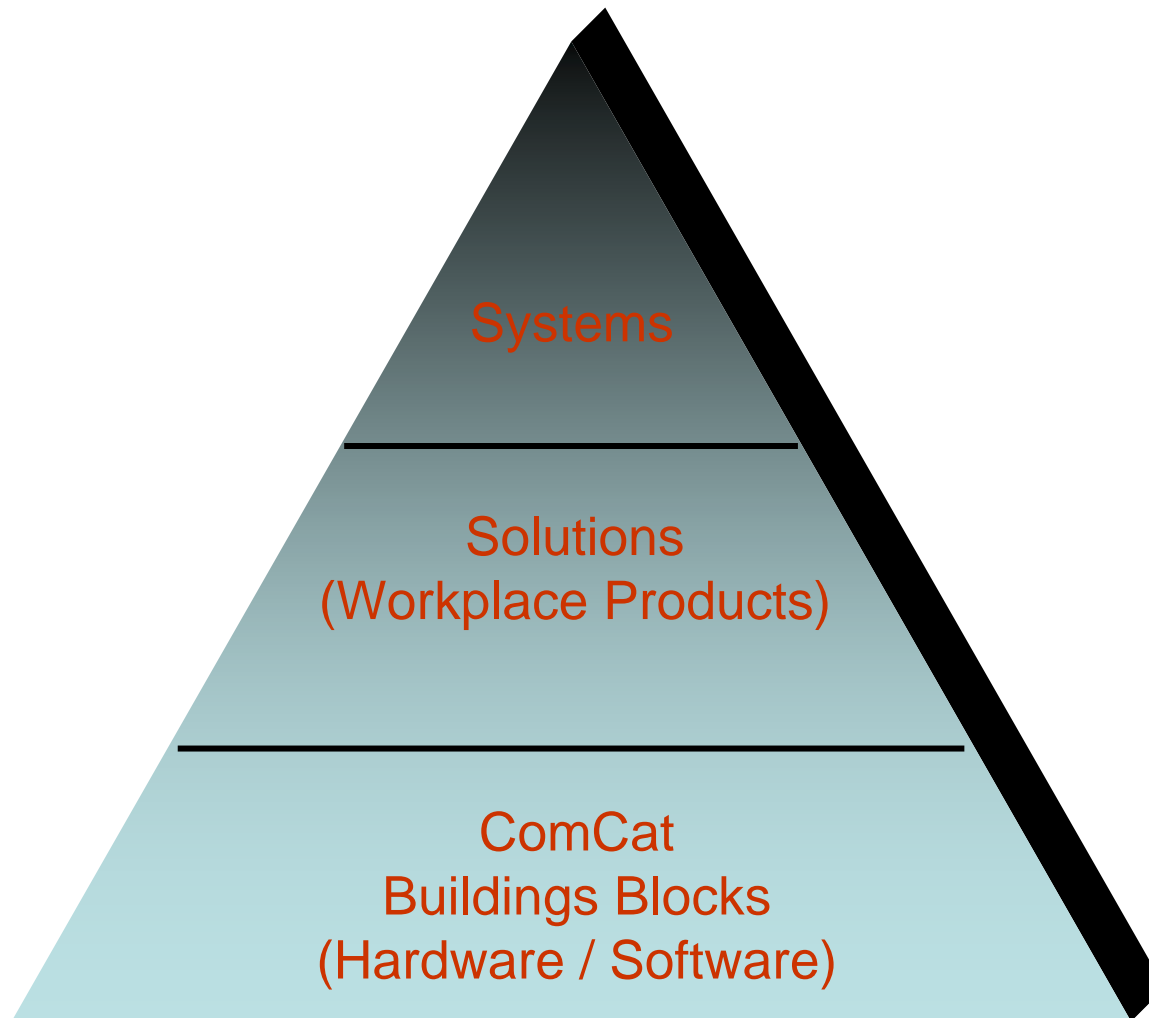 Systems
Solutions
(Workplace Products)
ComCat
Buildings Blocks
(Hardware / Software)